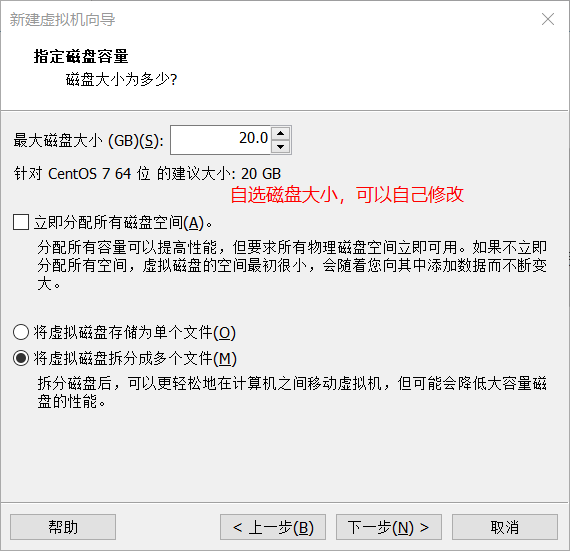 新建虚拟机向导
指定磁盘容量
磁盘大小为多少?
最大磁盘大小 (GB)(S): 20.0
针对 CentOS 7 64 位 的建议大小: 20 GB
自选磁盘大小，可以自己修改
立即分配所有磁盘空间(A)。
分配所有容量可以提高性能，但要求所有物理磁盘空间立即可用。如果不立即
分配所有空间，虚拟磁盘的空间最初很小，会随着您向其中添加数据而不断变
大。
将虚拟磁盘存储为单个文件(O)
将虚拟磁盘拆分成多个文件(M)
拆分磁盘后，可以更轻松地在计算机之间移动虚拟机，但可能会降低大容量磁
盘的性能。
帮助 < 上一步(B) 下一步(N) > 取消